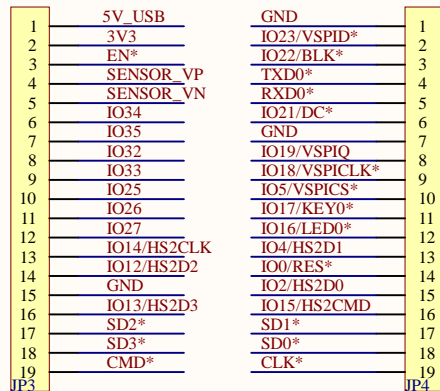 5V_USB GND
1 1
3V3 IO23/VSPID*
2 2
EN* IO22/BLK*
3 3
SENSOR_VP TXD0*
4 4
SENSOR_VN RXD0*
5 5
IO34 IO21/DC*
6 6
IO35 GND
7 7
IO32 IO19/VSPIQ
8 8
IO33 IO18/VSPICLK*
9 9
IO25 IO5/VSPICS*
10 10
IO26 IO17/KEY0*
11 11
IO27 IO16/LED0*
12 12
IO14/HS2CLK IO4/HS2D1
13 13
IO12/HS2D2 IO0/RES*
14 14
GND IO2/HS2D0
15 15
IO13/HS2D3 IO15/HS2CMD
16 16
SD2* SD1*
17 17
SD3* SD0*
18 18
CMD* CLK*
19 19
JP3 JP4